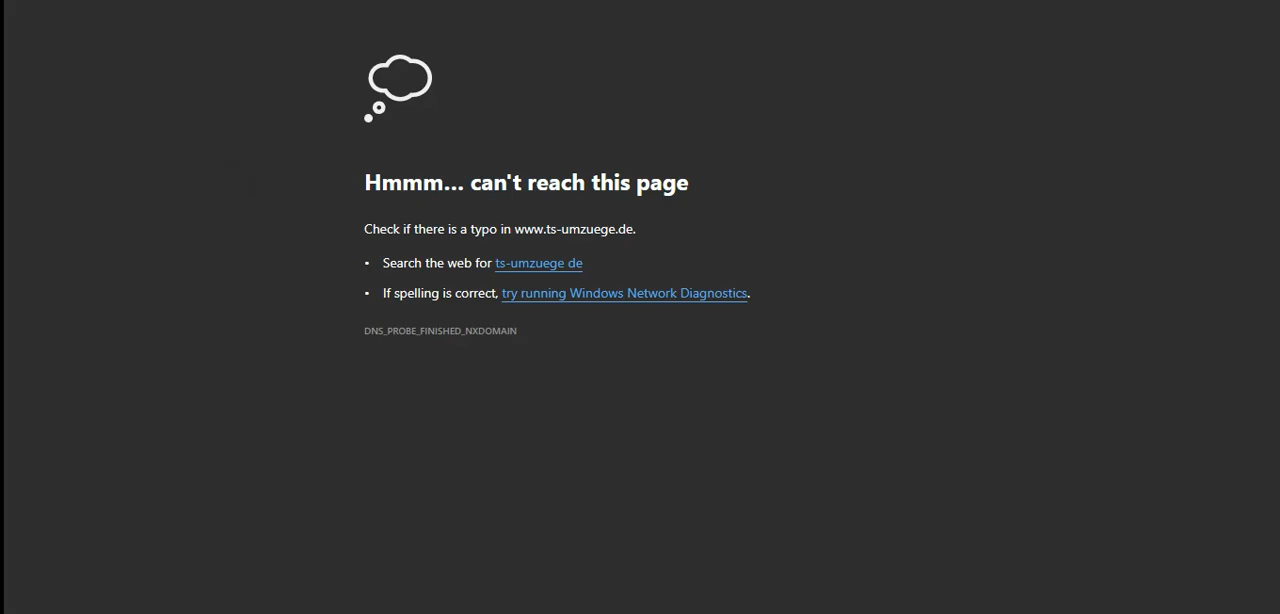 Hmmm... can't reach this page
Check if there is a typo in www.ts-umzuege.de.
• Search the web for ts-umzuege de
• If spelling is correct, try running Windows Network Diagnostics.
DNS_PROBE_FINISHED_NXDOMAIN